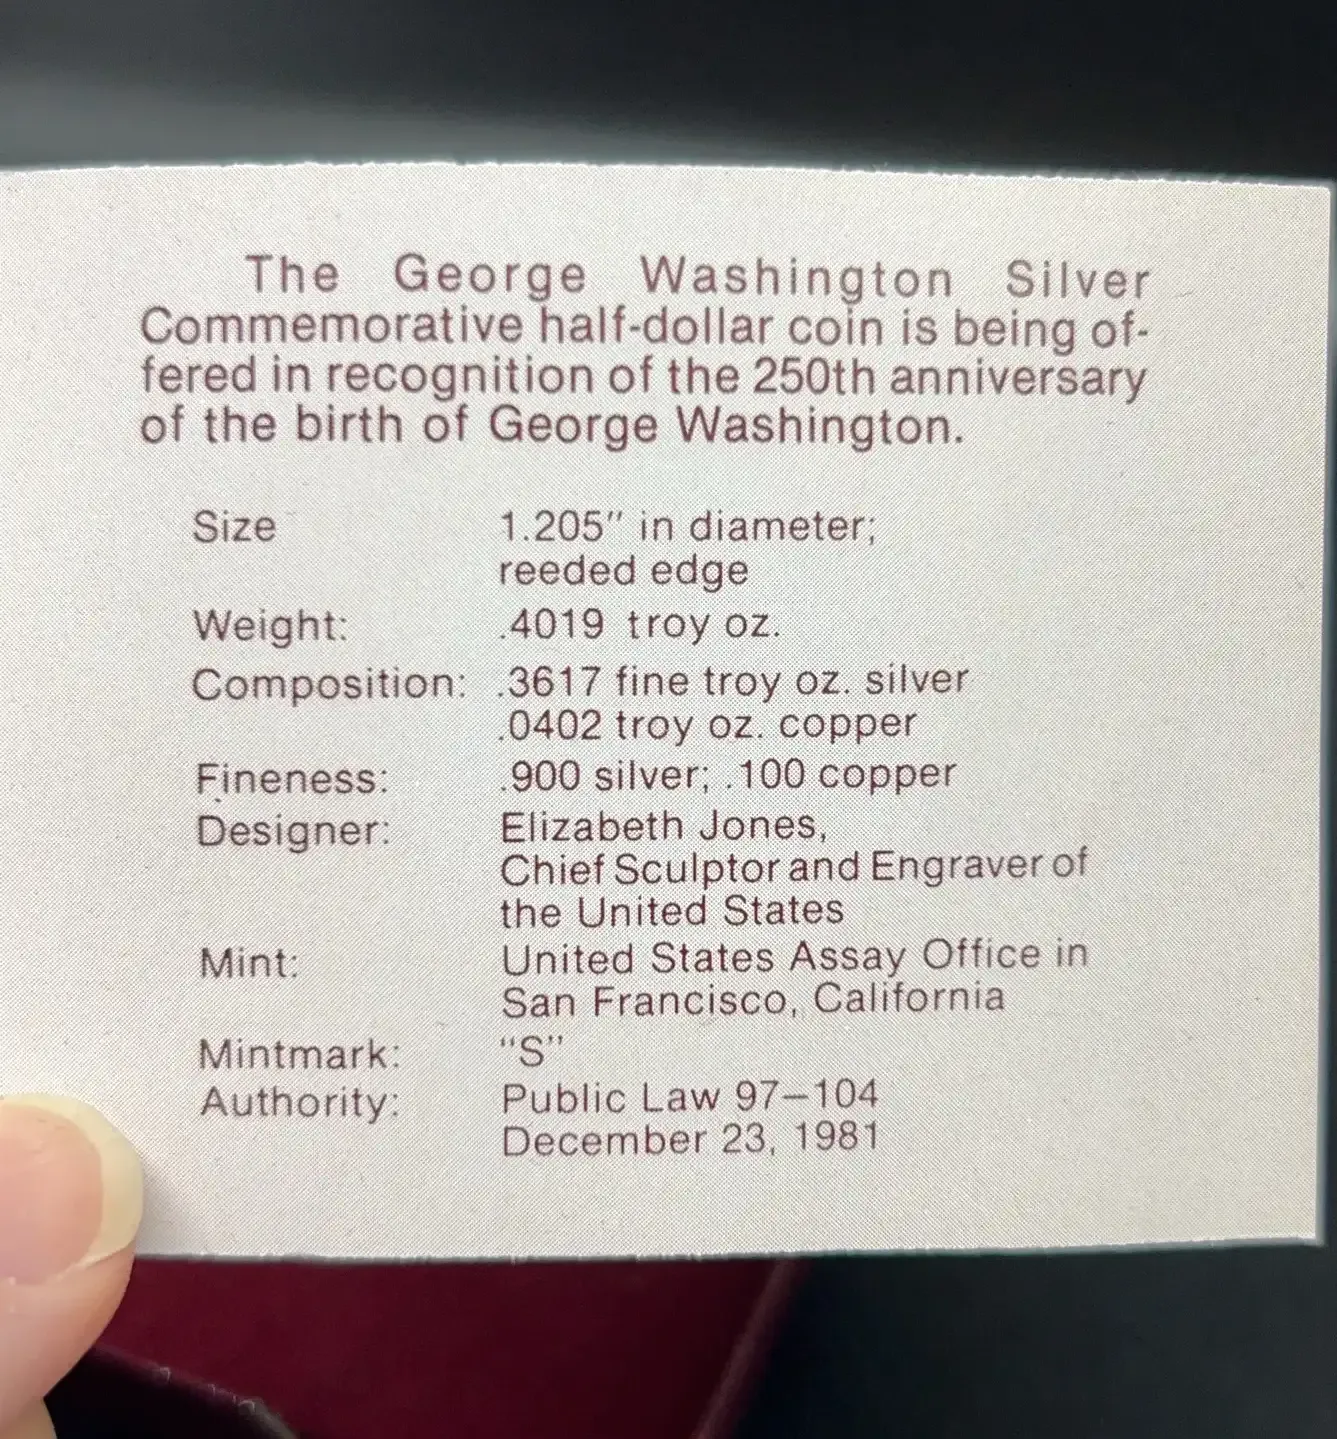 The George Washington Silver
Commemorative half-dollar coin is being of-
fered in recognition of the 250th anniversary
of the birth of George Washington.
Size 1.205″ in diameter;
reeded edge
Weight: .4019 troy oz.
Composition: .3617 fine troy oz. silver
.0402 troy oz. copper
Fineness: .900 silver; .100 copper
Designer: Elizabeth Jones,
Chief Sculptor and Engraver of
the United States
Mint: United States Assay Office in
San Francisco, California
Mintmark: “S”
Authority: Public Law 97–104
December 23, 1981